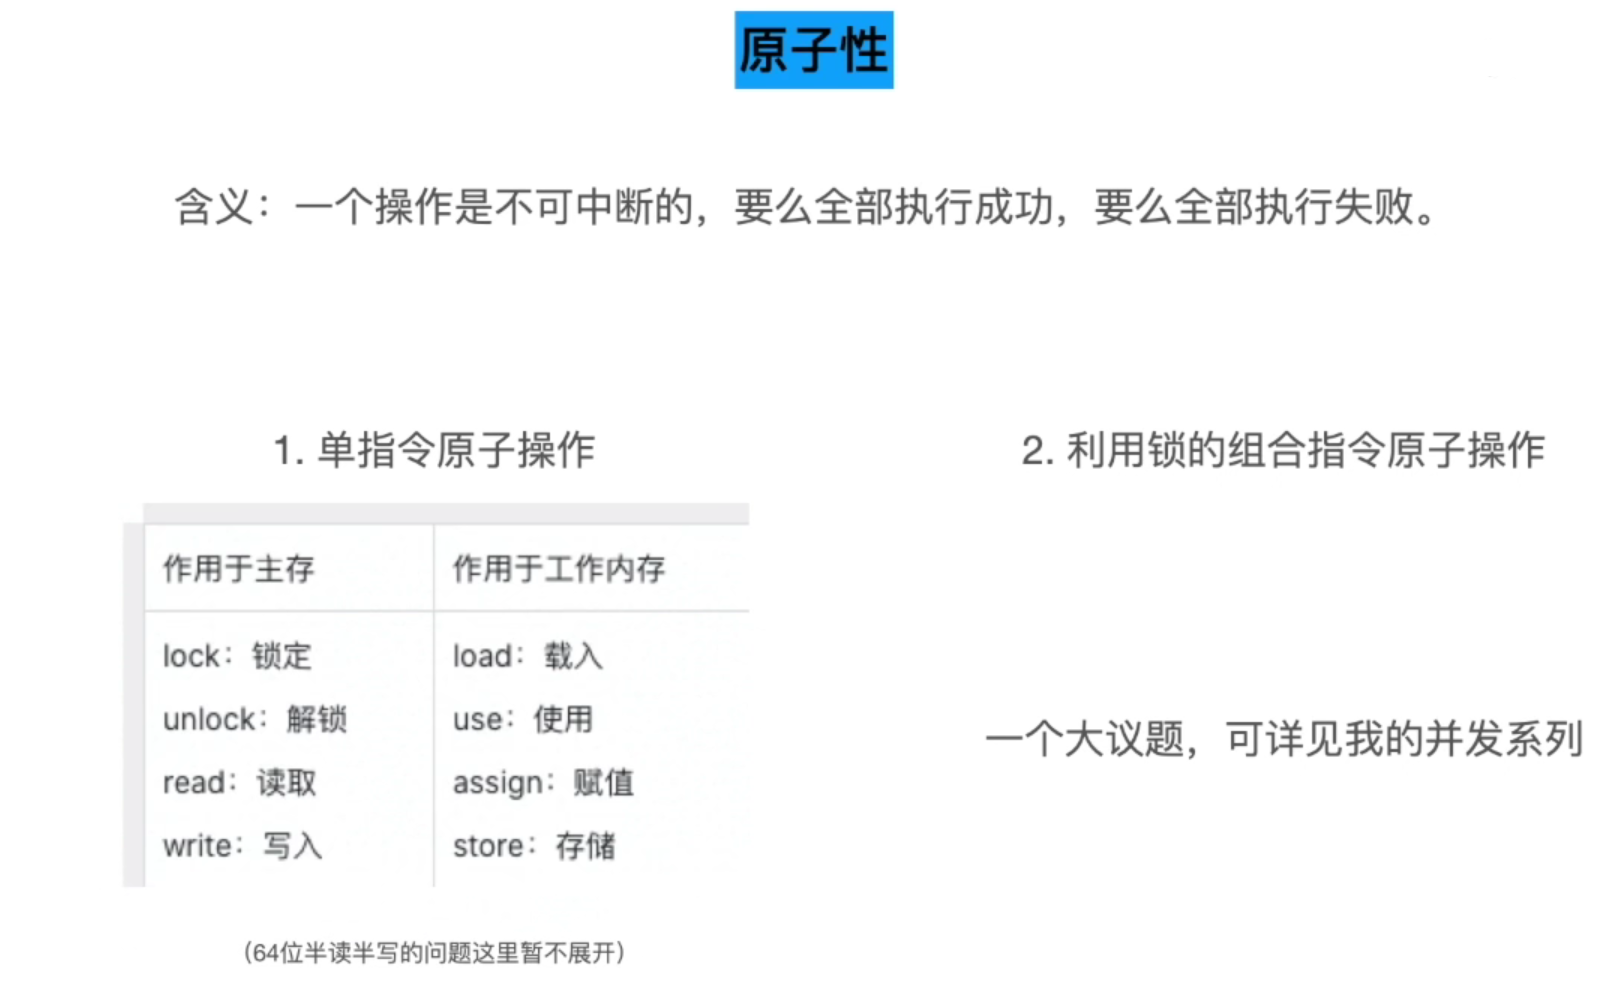 原子性
含义：一个操作是不可中断的，要么全部执行成功，要么全部执行失败。
1. 单指令原子操作
作用于主存
作用于工作内存
lock：锁定
load：载入
unlock：解锁
use：使用
read：读取
assign：赋值
write：写入
store：存储
（64位半读半写的问题这里暂不展开）
2. 利用锁的组合指令原子操作
一个大议题，可详见我的并发系列